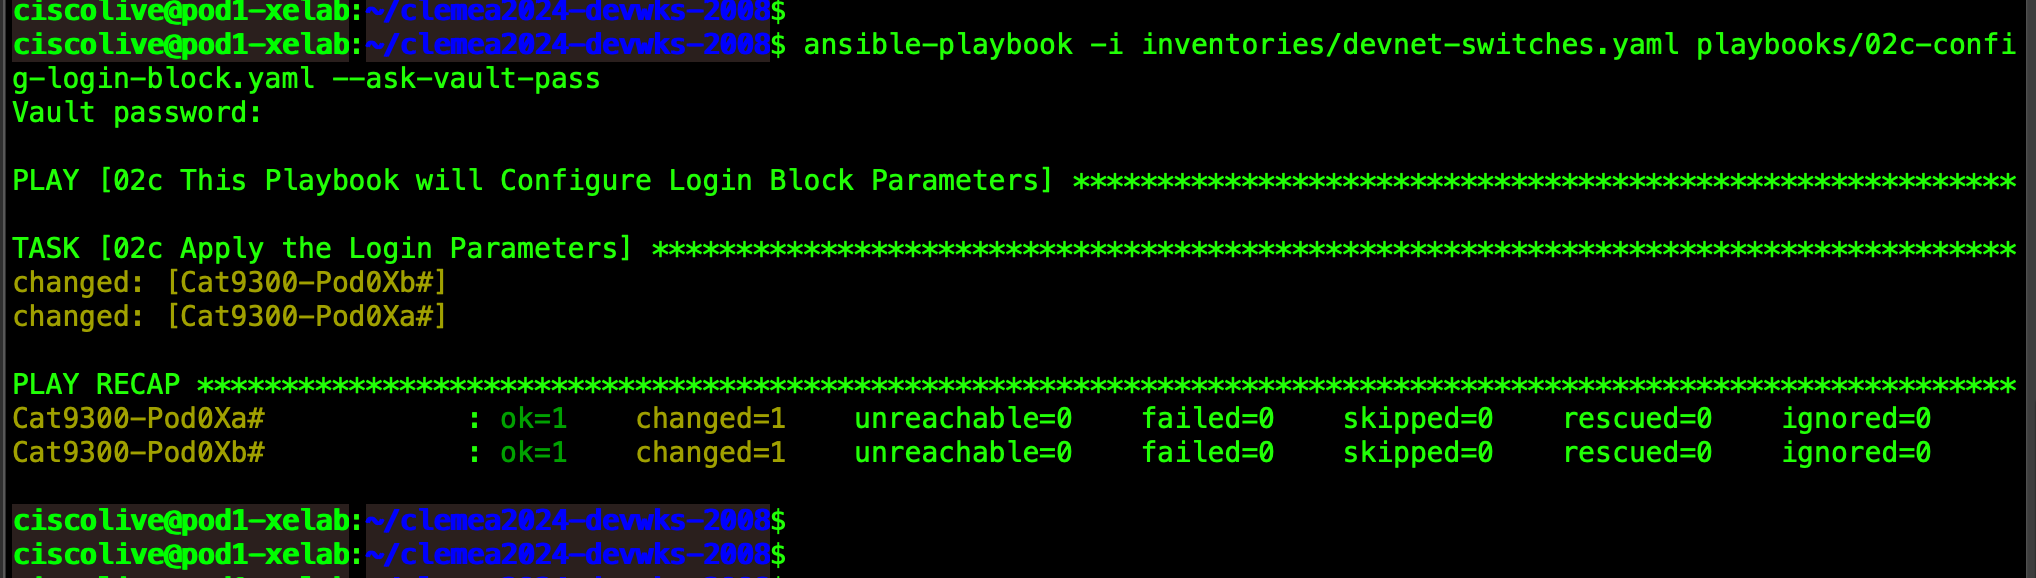 ciscolive@pod1-xelab:~/clemea2024-devwks-2008$
ciscolive@pod1-xelab:~/clemea2024-devwks-2008$ ansible-playbook -i inventories/devnet-switches.yaml playbooks/02c-confi
g-login-block.yaml --ask-vault-pass
Vault password:
PLAY [02c This Playbook will Configure Login Block Parameters] ********************************************************
TASK [02c Apply the Login Parameters] *********************************************************************************
changed: [Cat9300-Pod0Xb#]
changed: [Cat9300-Pod0Xa#]
PLAY RECAP ************************************************************************************************************
Cat9300-Pod0Xa# : ok=1 changed=1 unreachable=0 failed=0 skipped=0 rescued=0 ignored=0
Cat9300-Pod0Xb# : ok=1 changed=1 unreachable=0 failed=0 skipped=0 rescued=0 ignored=0
ciscolive@pod1-xelab:~/clemea2024-devwks-2008$
ciscolive@pod1-xelab:~/clemea2024-devwks-2008$